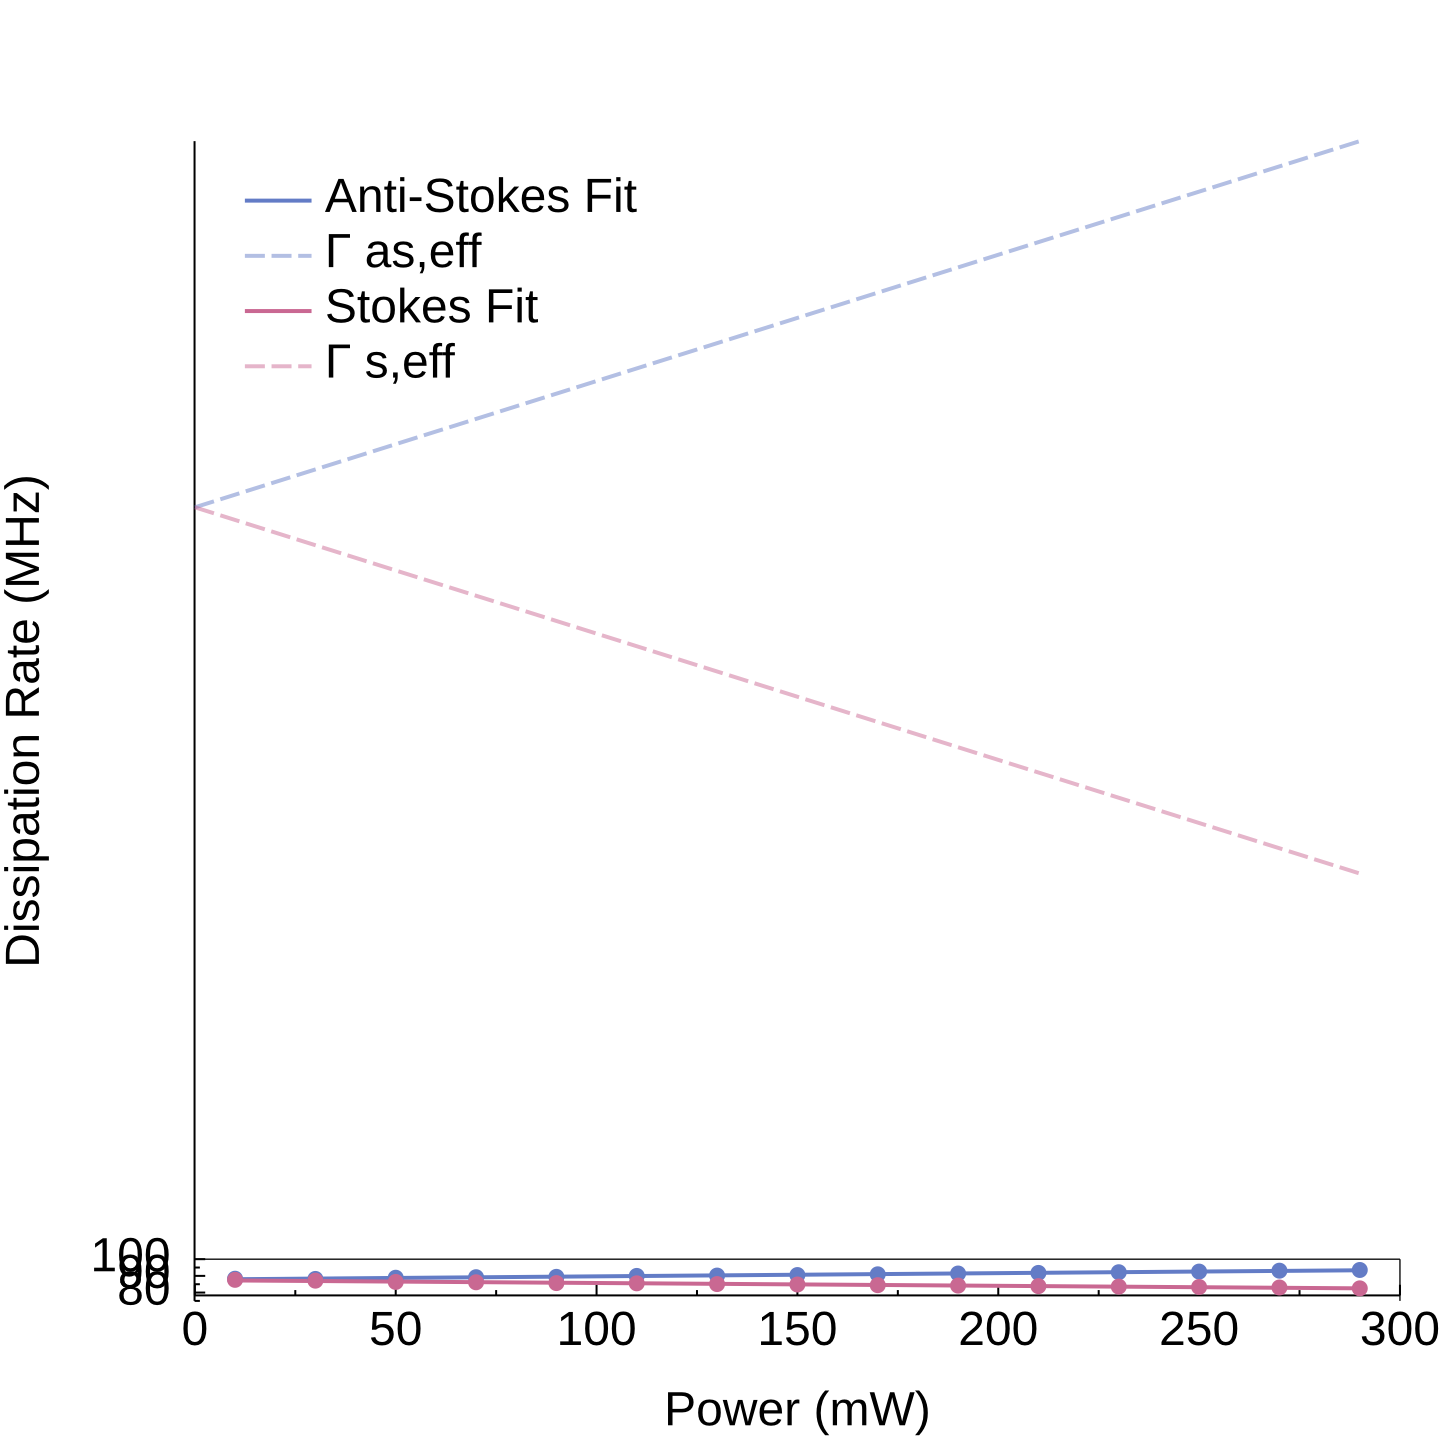 Anti-Stokes Fit
Γ as,eff
Stokes Fit
Γ s,eff
Dissipation Rate (MHz)
100
90
80
0 50 100 150 200 250 300
Power (mW)